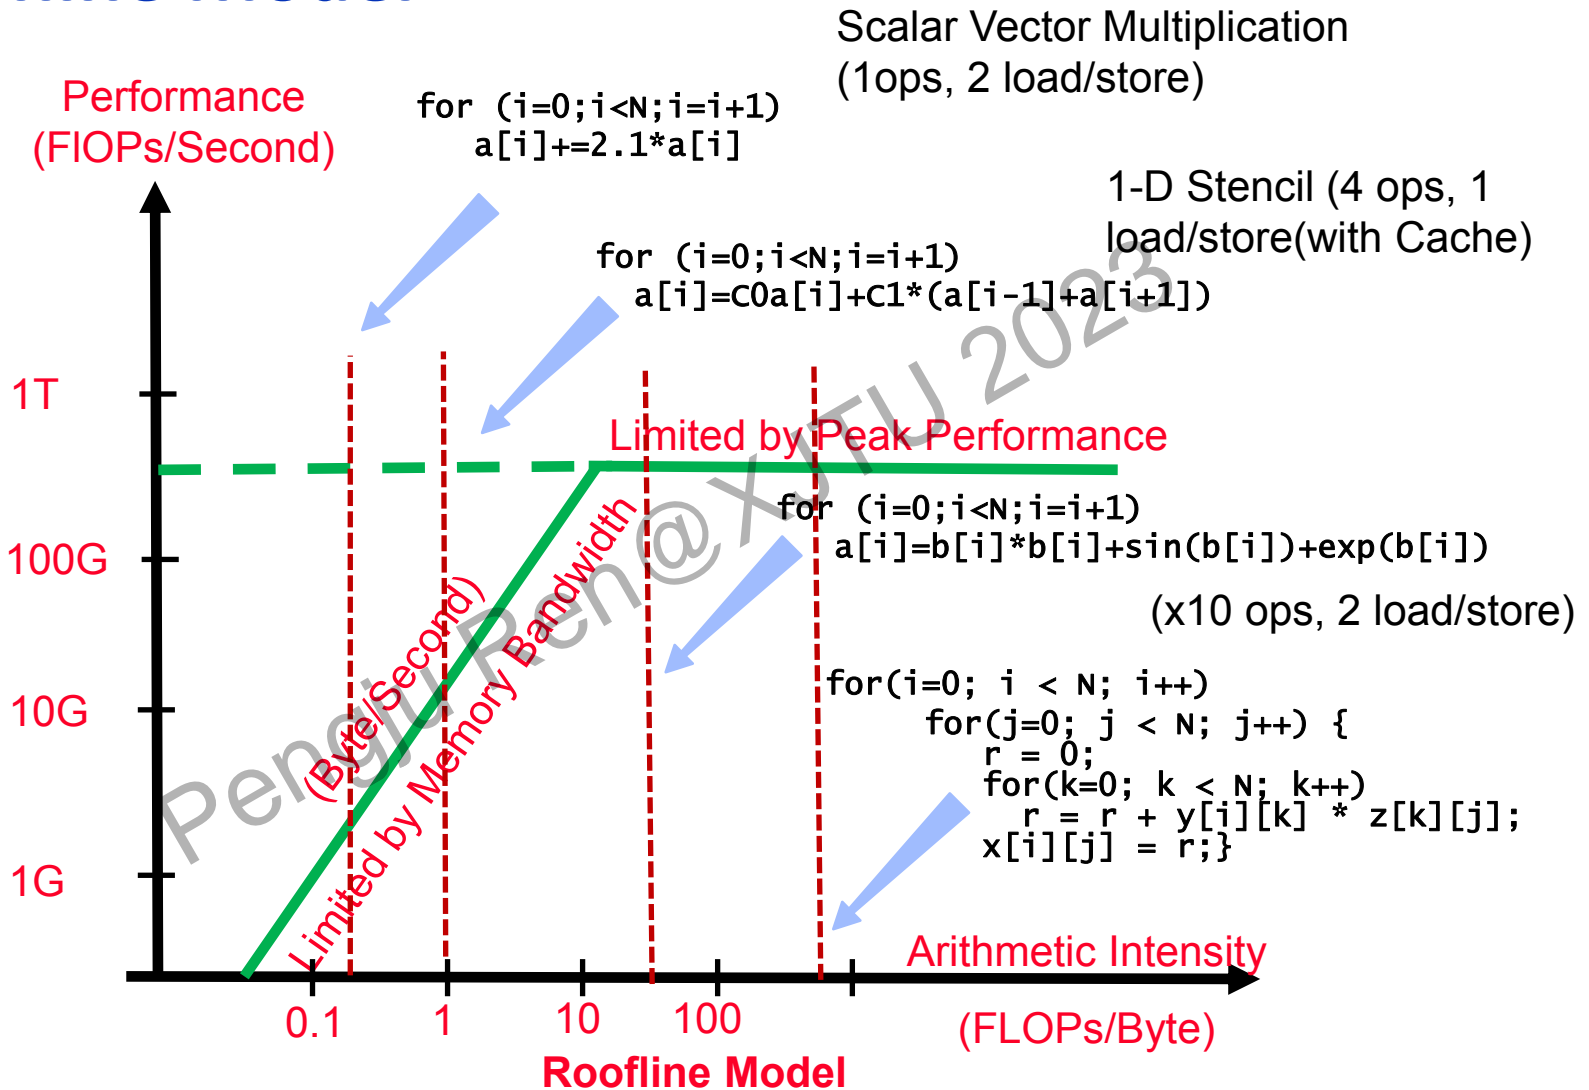 Scalar Vector Multiplication
(1ops, 2 load/store)
Performance
(FlOPs/Second)
for (i=0;i<N;i=i+1)
a[i]+=2.1*a[i]
1-D Stencil (4 ops, 1
load/store(with Cache)
for (i=0;i<N;i=i+1)
a[i]=C0a[i]+C1*(a[i-1]+a[i+1])
1T
Limited by Peak Performance
for (i=0;i<N;i=i+1)
a[i]=b[i]*b[i]+sin(b[i])+exp(b[i])
100G
(x10 ops, 2 load/store)
(Byte/Second)
Limited by Memory Bandwidth
for(i=0; i < N; i++)
for(j=0; j < N; j++) {
r = 0;
for(k=0; k < N; k++)
r = r + y[i][k] * z[k][j];
x[i][j] = r;}
10G
1G
Arithmetic Intensity
0.1 1 10 100
(FLOPs/Byte)
Roofline Model
Pengju Ren@XJTU 2023